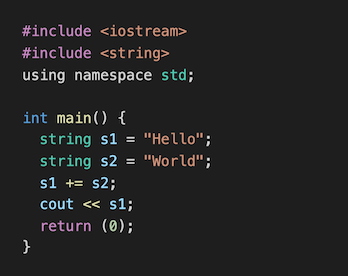 #include <iostream>
#include <string>
using namespace std;

int main() {
  string s1 = "Hello";
  string s2 = "World";
  s1 += s2;
  cout << s1;
  return (0);
}